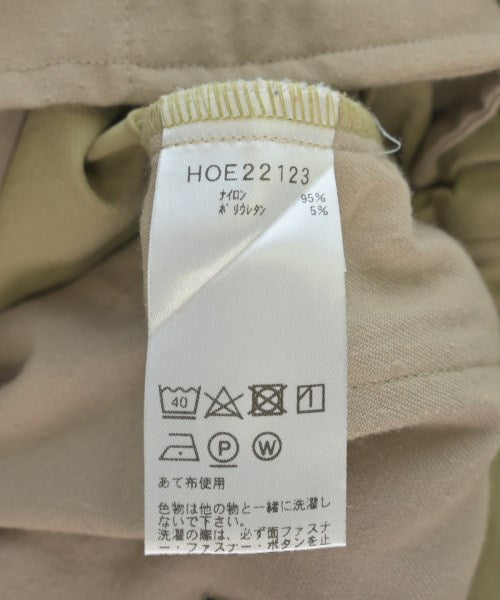 HOE22123
ナイロン 95%
ポリウレタン 5%
40
P W
あて布使用
色物は他の物と一緒に洗濯し
ないで下さい。
洗濯の際は、必ず面ファスナ
ー・ファスナー・ボタンを止